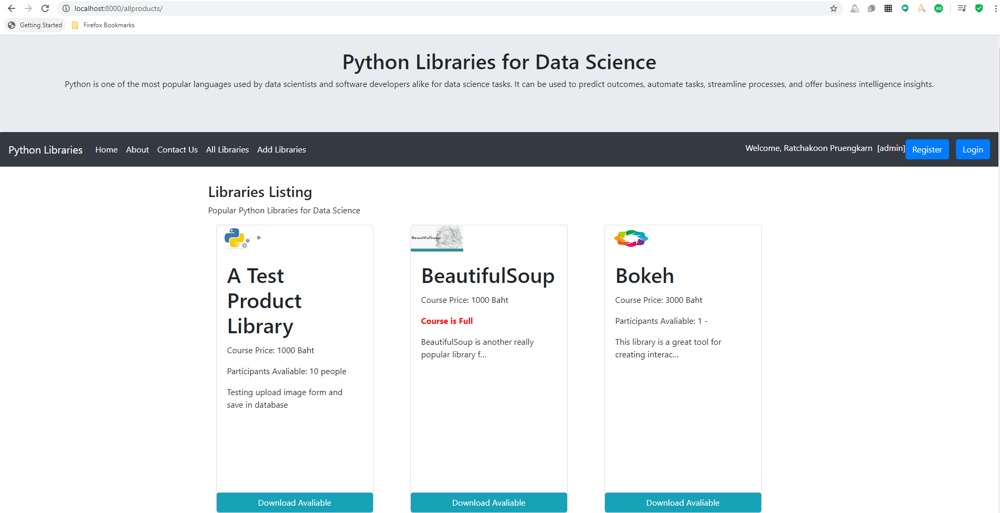 localhost:8000/allproducts/
AD
Getting Started
Firefox Bookmarks
Python Libraries for Data Science
Python is one of the most popular languages used by data scientists and software developers alike for data science tasks. It can be used to predict outcomes, automate tasks, streamline processes, and offer business intelligence insights.
Python Libraries Home About Contact Us All Libraries Add Libraries Welcome, Ratchakoon Pruengkarn [admin] Register Login
Libraries Listing
Popular Python Libraries for Data Science
A Test
Product
Library
Course Price: 1000 Baht
Participants Avaliable: 10 people
Testing upload image form and
save in database
Download Avaliable
BeautifulSoup
BeautifulSoup
Course Price: 1000 Baht
Course is Full
BeautifulSoup is another really
popular library f...
Download Avaliable
Bokeh
Course Price: 3000 Baht
Participants Avaliable: 1 -
This library is a great tool for
creating interac...
Download Avaliable